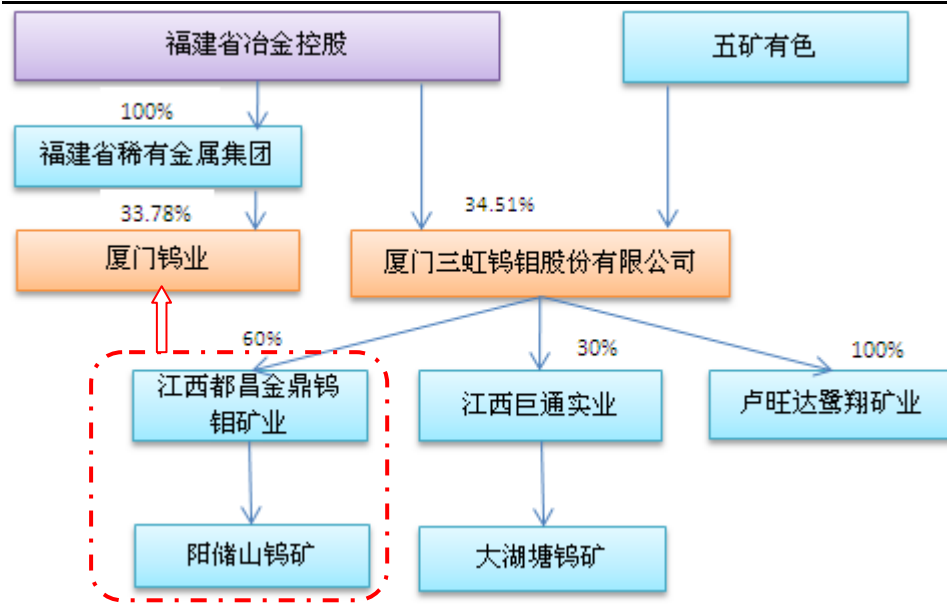 福建省冶金控股
五矿有色
100%
福建省稀有金属集团
33.78%
34.51%
厦门钨业
厦门三虹钨钼股份有限公司
60%
30%
100%
江西都昌金鼎钨
钼矿业
江西巨通实业
卢旺达鹭翔矿业
阳储山钨矿
大湖塘钨矿